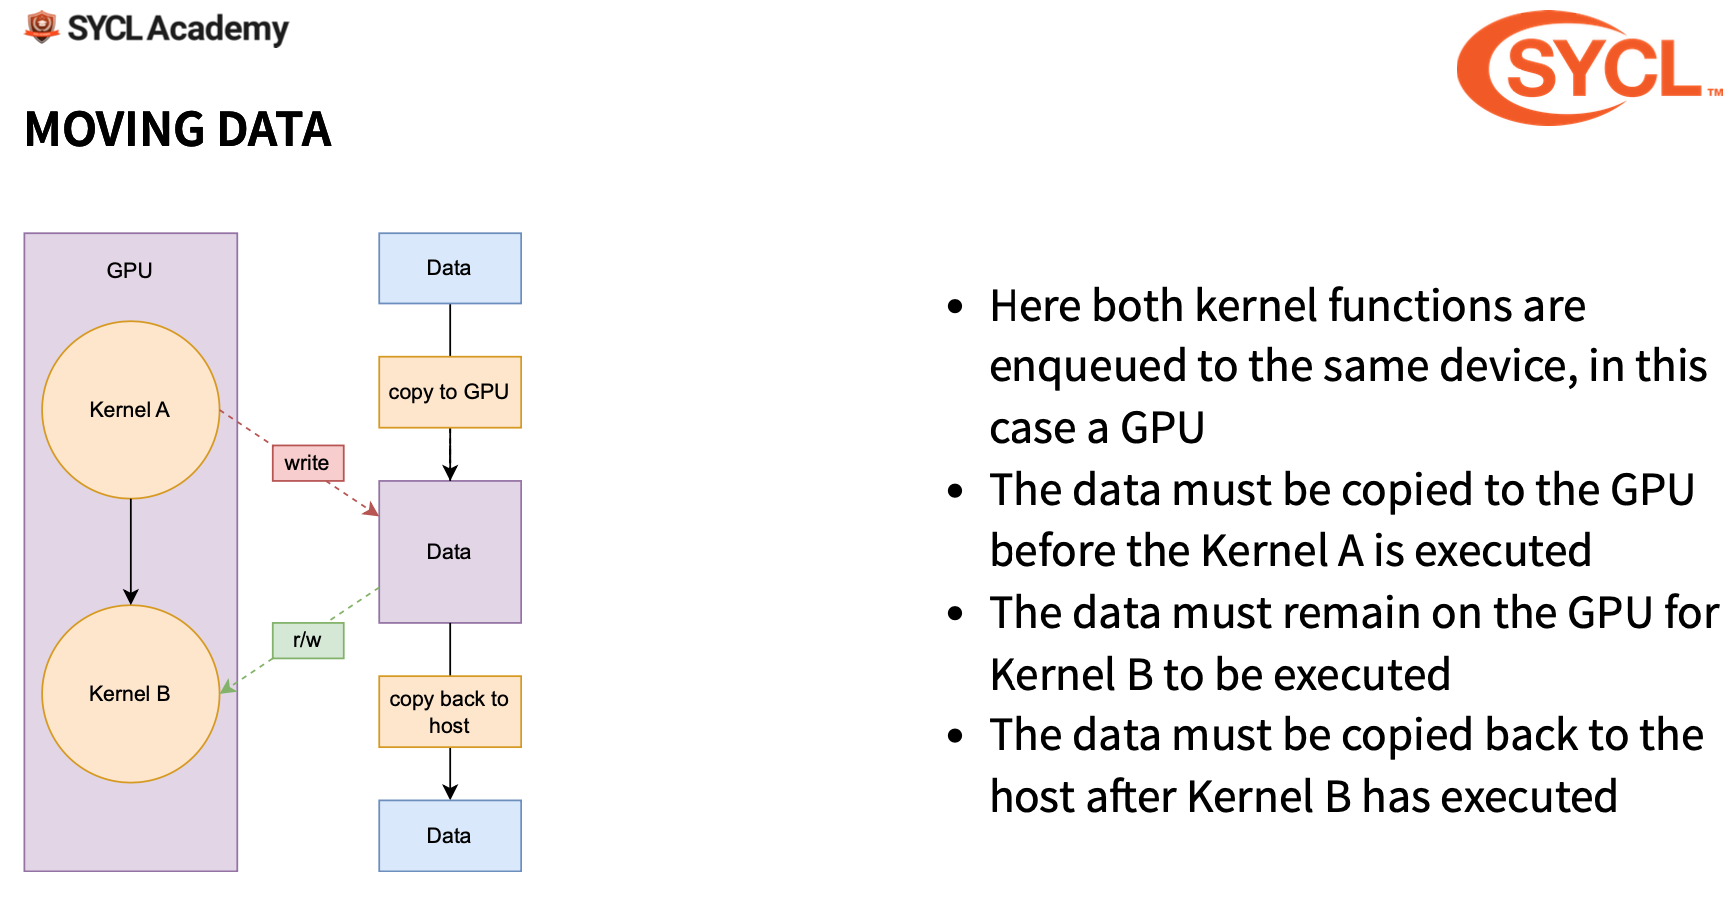 SYCL Academy
SYCL™
MOVING DATA
GPU
Kernel A
Kernel B
write
r/w
Data
copy to GPU
Data
copy back to
host
Data
• Here both kernel functions are
enqueued to the same device, in this
case a GPU
• The data must be copied to the GPU
before the Kernel A is executed
• The data must remain on the GPU for
Kernel B to be executed
• The data must be copied back to the
host after Kernel B has executed